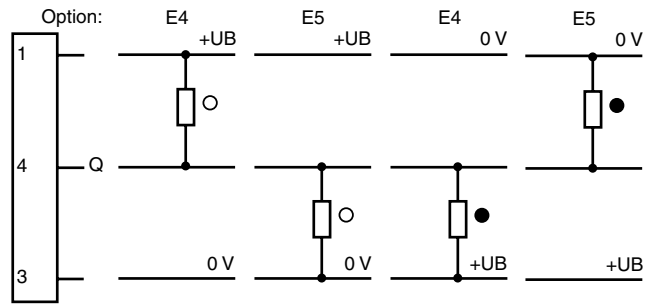 Option: E4 E5 E4 E5
1 +UB +UB 0 V 0 V
4 Q
3 0 V 0 V +UB +UB